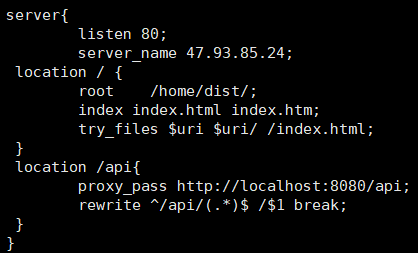 server{
        listen 80;
        server_name 47.93.85.24;
 location / {
        root    /home/dist/;
        index index.html index.htm;
        try_files $uri $uri/ /index.html;
 }
 location /api{
        proxy_pass http://localhost:8080/api;
        rewrite ^/api/(.*)$ /$1 break;
 }
}